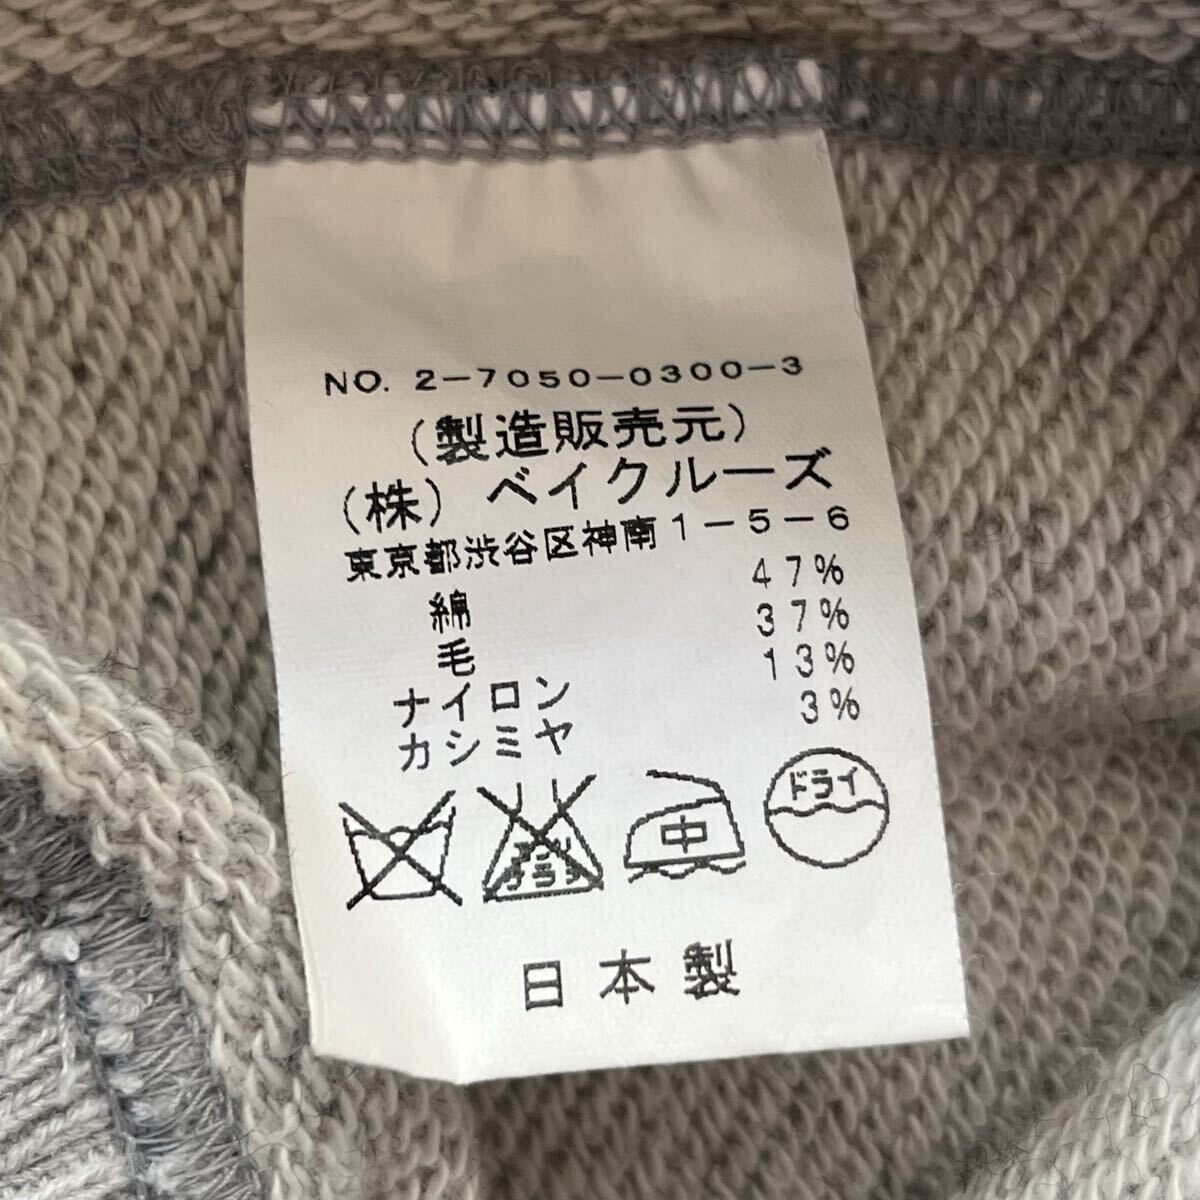 NO. 2-7050-0300-3
(製造販売元)
(株) ベイクルーズ
東京都渋谷区神南1-5-6
綿 47%
毛 37%
ナイロン 13%
カシミヤ 3%
中
ドライ
日本製